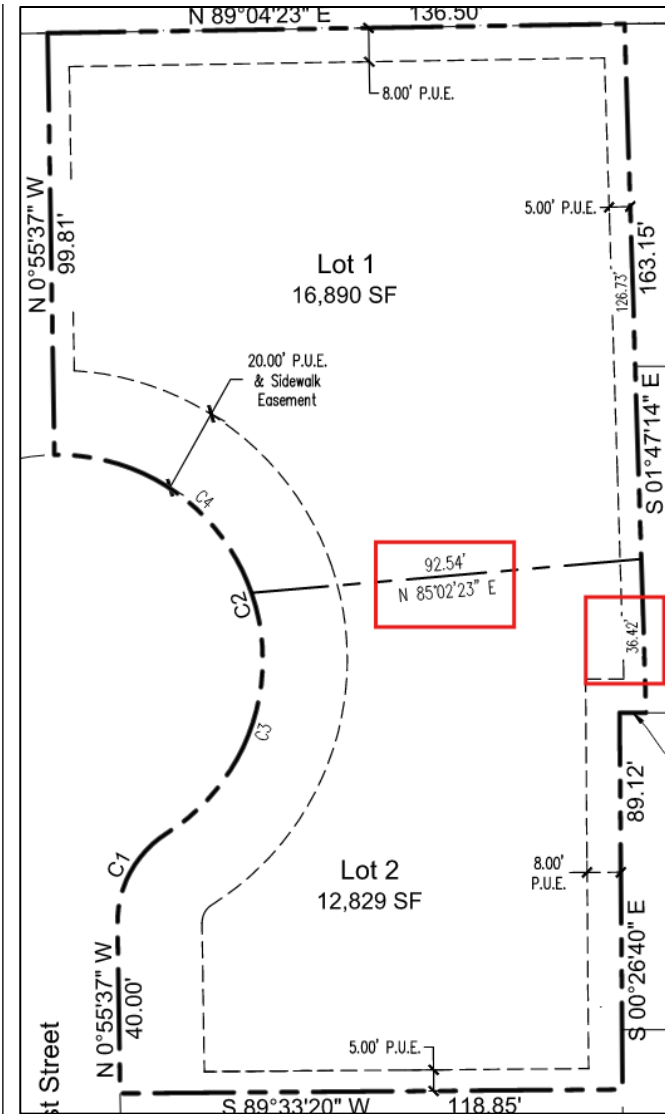 N 89°04'23" E
136.50'
8.00' P.U.E.
N 0°55'37" W
99.81'
5.00' P.U.E.
163.15'
Lot 1
16,890 SF
126.73'
20.00' P.U.E.
& Sidewalk
Easement
S 01°47'14" E
C4
92.54'
N 85°02'23" E
C2
36.42'
C3
89.12'
C1
Lot 2
12,829 SF
8.00'
P.U.E.
S 00°26'40" E
N 0°55'37" W
40.00'
5.00' P.U.E.
st Street
S 89°33'20" W
118.85'